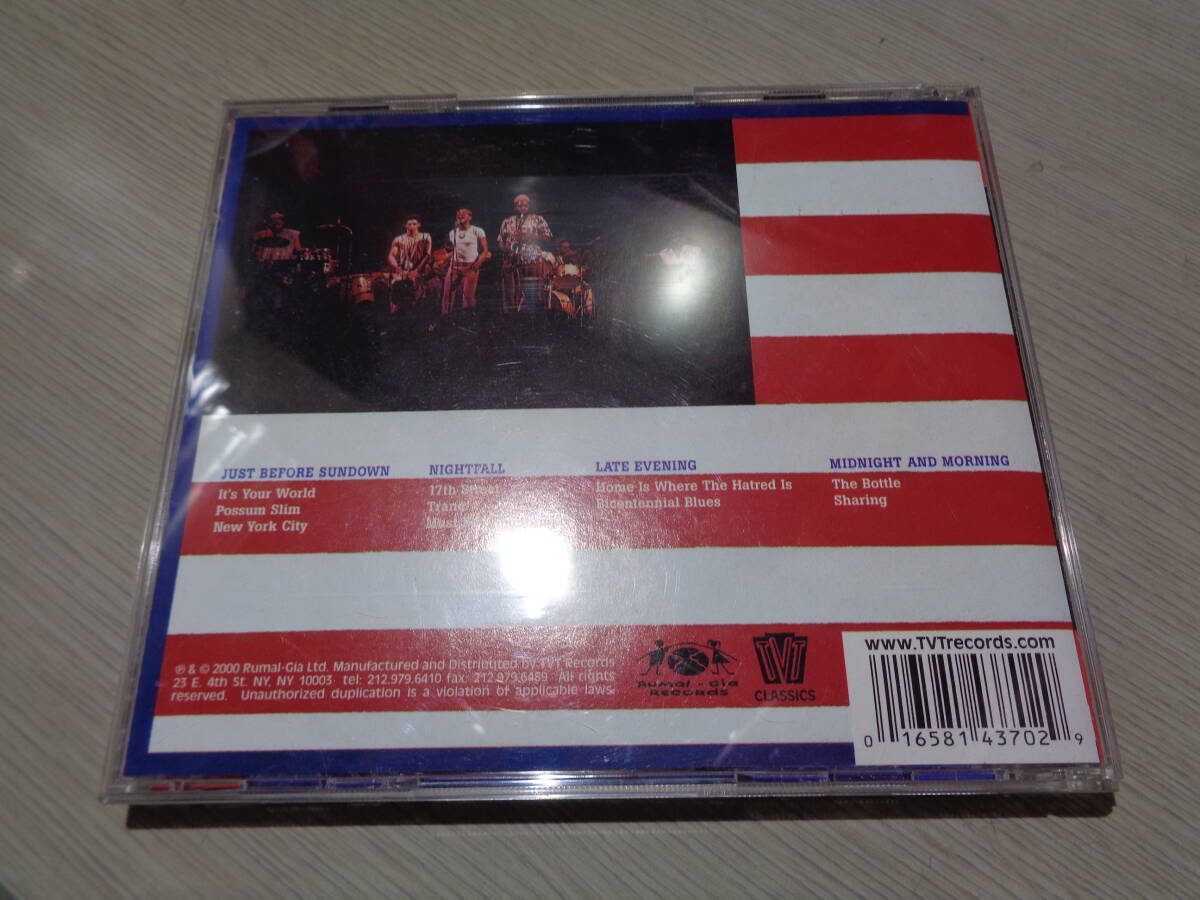 JUST BEFORE SUNDOWN
It's Your World
Possum Slim
New York City
NIGHTFALL
17th Street
LATE EVENING
Home Is Where The Hatred Is
Bicentennial Blues
MIDNIGHT AND MORNING
The Bottle
Sharing
℗ & © 2000 Rumal-Gia Ltd. Manufactured and Distributed by TVT Records
23 E. 4th St. NY, NY 10003 tel: 212.979.6410 fax 212.979.6489 All rights
reserved. Unauthorized duplication is a violation of applicable laws.
Rumal - Gia
RECORDS
TVT
CLASSICS
www.TVTrecords.com
0 16581 43702 9